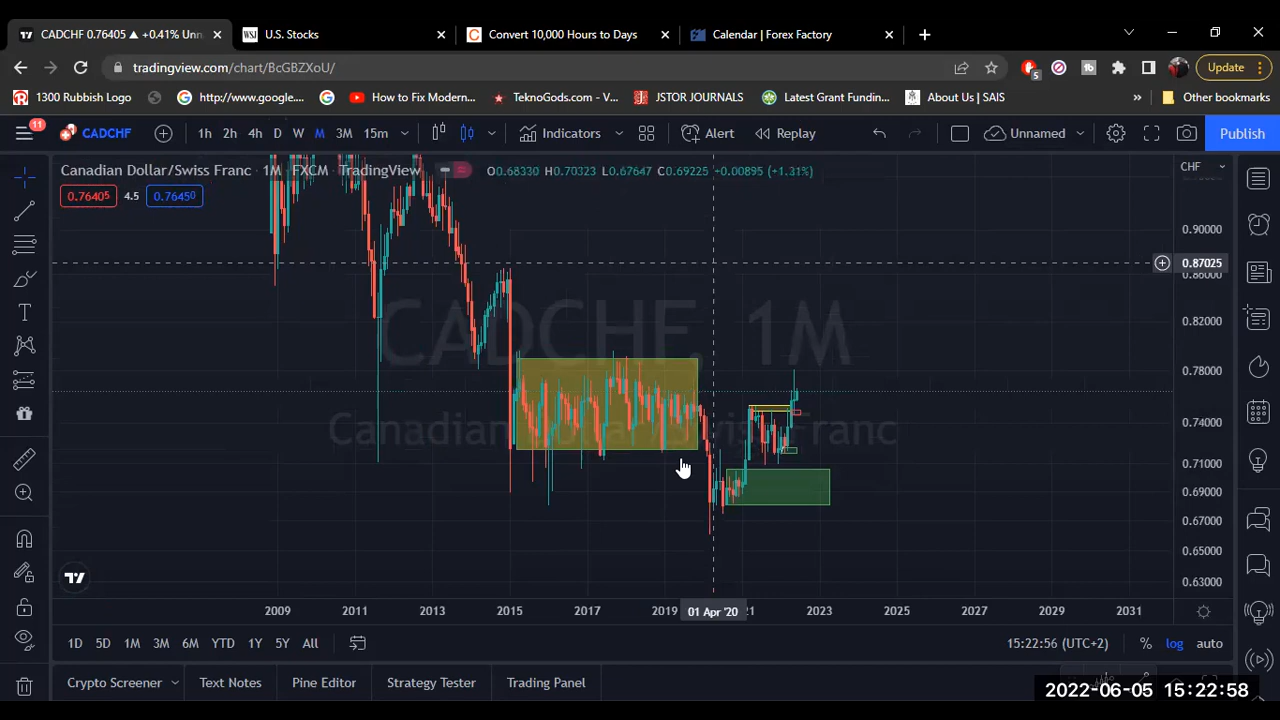 CADCHF 0.76405 ▲ +0.41% Unn
U.S. Stocks
Convert 10,000 Hours to Days
Calendar | Forex Factory
tradingview.com/chart/BcGBZXoU/
5
Update
1300 Rubbish Logo
http://www.google...
How to Fix Modern...
TeknoGods.com - V...
JSTOR JOURNALS
Latest Grant Fundin...
About Us | SAIS
»
Other bookmarks
11
CADCHF
1h 2h 4h D W M 3M 15m
Indicators
Alert
Replay
Unnamed
Publish
Canadian Dollar/Swiss Franc · 1M · FXCM · TradingView
O0.68330 H0.70323 L0.67647 C0.69225 −0.00895 (+1.31%)
CHF
0.76405 4.5 0.76450
0.90000
0.87025
0.86000
0.82000
0.78000
0.74000
0.71000
0.69000
0.67000
0.65000
0.63000
CADCHF, 1M
Canadian Dollar/Swiss Franc
2009 2011 2013 2015 2017 2019 01 Apr '20 2023 2025 2027 2029 2031
1D 5D 1M 3M 6M YTD 1Y 5Y All
15:22:56 (UTC+2)
% log auto
Crypto Screener
Text Notes
Pine Editor
Strategy Tester
Trading Panel
2022-06-05 15:22:58